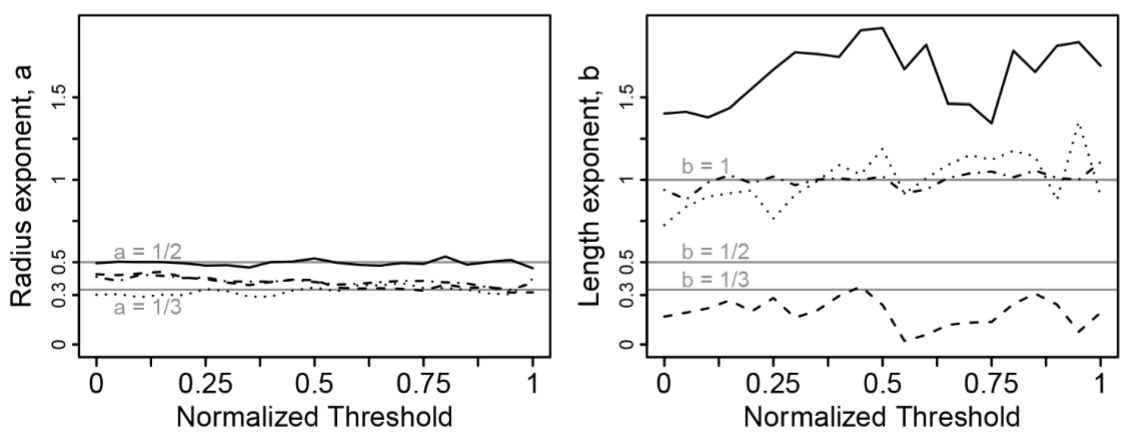 Radius exponent, a
1.5
1
0.5
0.3
0
a = 1/2
a = 1/3
0 0.25 0.5 0.75 1
Normalized Threshold
Length exponent, b
1.5
1
0.5
0.3
0
b = 1
b = 1/2
b = 1/3
0 0.25 0.5 0.75 1
Normalized Threshold